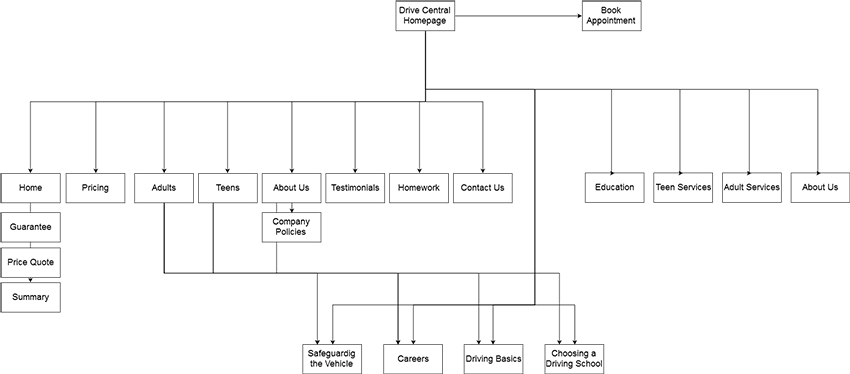 Drive Central
Homepage
Book
Appointment
Home
Pricing
Adults
Teens
About Us
Testimonials
Homework
Contact Us
Education
Teen Services
Adult Services
About Us
Guarantee
Company
Policies
Price Quote
Summary
Safeguardig
the Vehicle
Careers
Driving Basics
Choosing a
Driving School